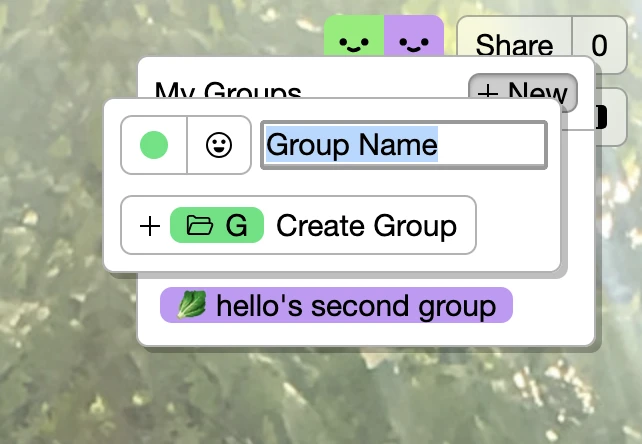 Share 0
My Groups + New
Group Name
+ G Create Group
🥬 hello's second group